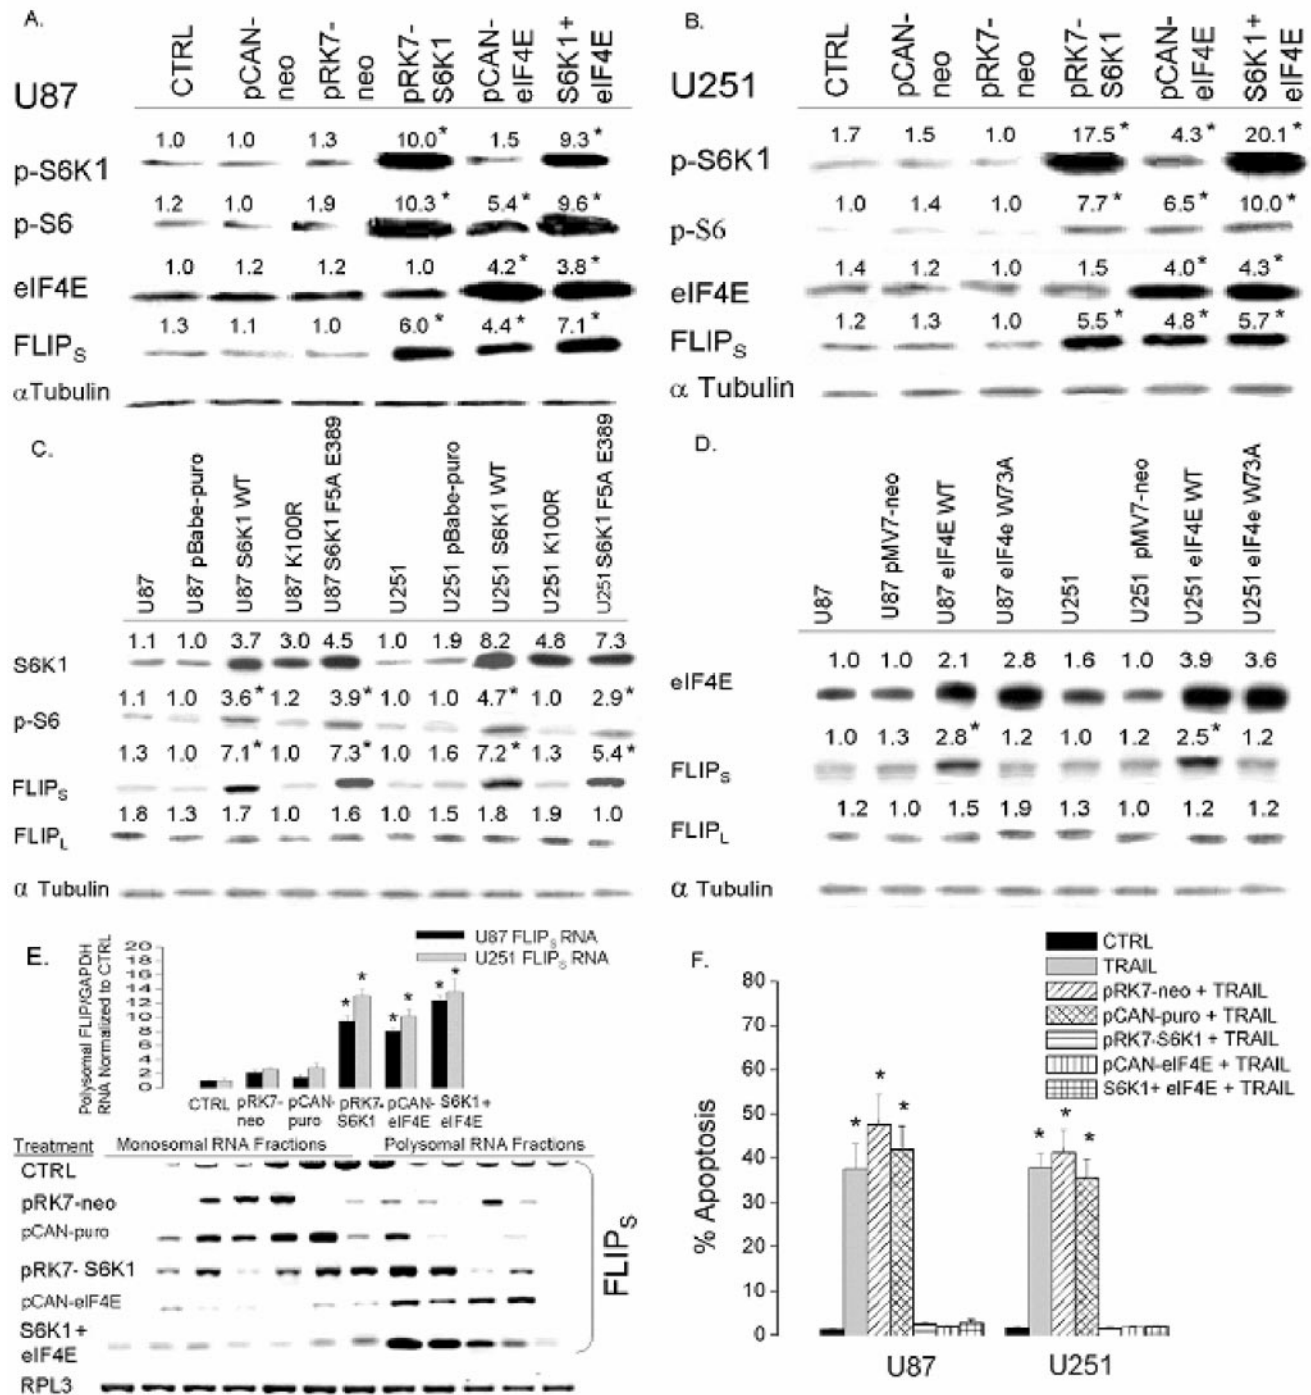 A.
U87
CTRL
pCAN-neo
pRK7-neo
pRK7-S6K1
pCAN-eIF4E
S6K1+ eIF4E
1.0 1.0 1.3 10.0* 1.5 9.3*
p-S6K1
1.2 1.0 1.9 10.3* 5.4* 9.6*
p-S6
1.0 1.2 1.2 1.0 4.2* 3.8*
eIF4E
1.3 1.1 1.0 6.0* 4.4* 7.1*
FLIPS
αTubulin
B.
U251
CTRL
pCAN-neo
pRK7-neo
pRK7-S6K1
pCAN-eIF4E
S6K1+ eIF4E
1.7 1.5 1.0 17.5* 4.3* 20.1*
p-S6K1
1.0 1.4 1.0 7.7* 6.5* 10.0*
p-S6
1.4 1.2 1.0 1.5 4.0* 4.3*
eIF4E
1.2 1.3 1.0 5.5* 4.8* 5.7*
FLIPS
α Tubulin
C.
U87
U87 pBabe-puro
U87 S6K1 WT
U87 K100R
U87 S6K1 F5A E389
U251
U251 pBabe-puro
U251 S6K1 WT
U251 K100R
U251 S6K1 F5A E389
1.1 1.0 3.7 3.0 4.5 1.0 1.9 8.2 4.8 7.3
S6K1
1.1 1.0 3.6* 1.2 3.9* 1.0 1.0 4.7* 1.0 2.9*
p-S6
1.3 1.0 7.1* 1.0 7.3* 1.0 1.6 7.2* 1.3 5.4*
FLIPS
1.8 1.3 1.7 1.0 1.6 1.0 1.5 1.8 1.9 1.0
FLIPL
α Tubulin
D.
U87
U87 pMV7-neo
U87 eIF4E WT
U87 eIF4e W73A
U251
U251 pMV7-neo
U251 eIF4E WT
U251 eIF4e W73A
1.0 1.0 2.1 2.8 1.6 1.0 3.9 3.6
eIF4E
1.0 1.3 2.8* 1.2 1.0 1.2 2.5* 1.2
FLIPS
1.2 1.0 1.5 1.9 1.3 1.0 1.2 1.2
FLIPL
α Tubulin
E.
Polysomal FLIP/GAPDH
RNA Normalized to CTRL
20
18
16
14
12
10
8
6
4
2
0
U87 FLIPS RNA
U251 FLIPS RNA
* * * * * *
CTRL pRK7-neo pCAN-puro pRK7-S6K1 pCAN-eIF4E S6K1+ eIF4E
Treatment Monosomal RNA Fractions Polysomal RNA Fractions
CTRL
pRK7-neo
pCAN-puro
pRK7- S6K1
pCAN-eIF4E
S6K1 +
eIF4E
RPL3
FLIPS
F.
CTRL
TRAIL
pRK7-neo + TRAIL
pCAN-puro + TRAIL
pRK7-S6K1 + TRAIL
pCAN-eIF4E + TRAIL
S6K1+ eIF4E + TRAIL
% Apoptosis
80
70
60
50
40
30
20
10
0
* * * * * *
U87 U251